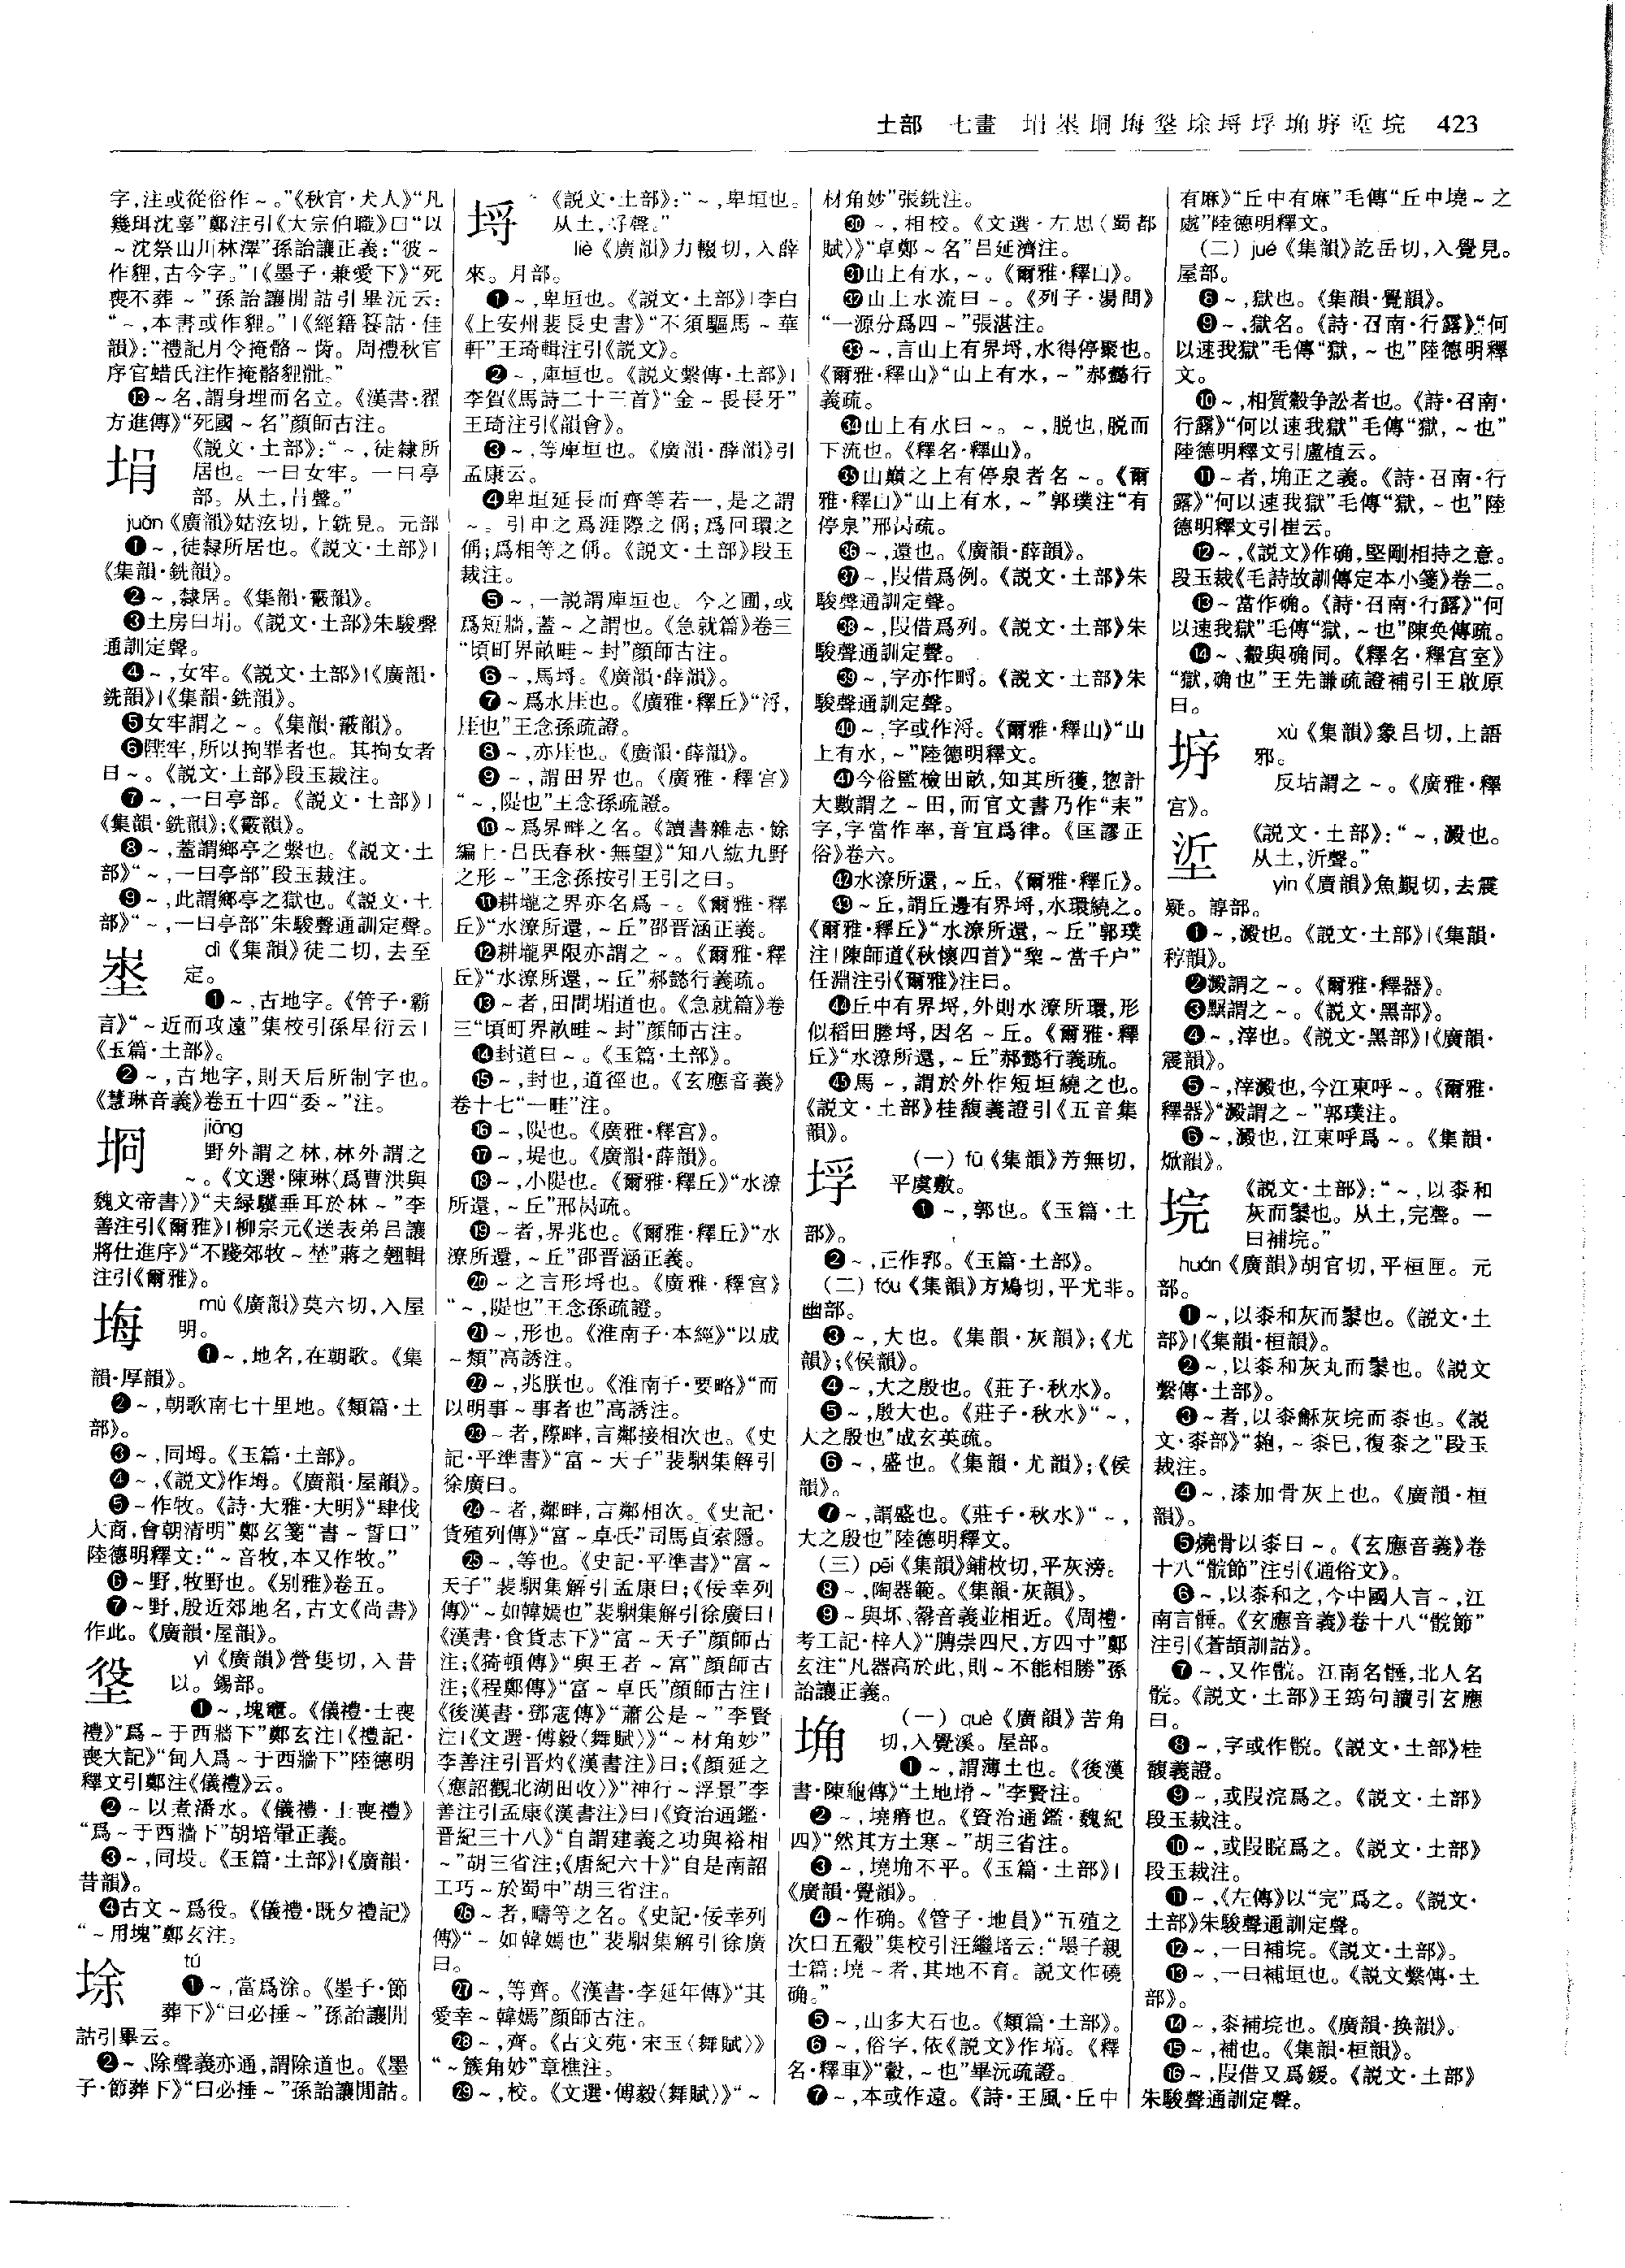 土部 七畫 埍埊坰坶垼垺埒塗埆垿垽垸 423
字,注或從俗作～。”《秋官·犬人》“凡
幾珥沈辜”鄭注引《大宗伯職》曰“以
～沈祭山川林澤”孫詒讓正義:“彼～
作貍,古今字。”|《墨子·兼愛下》“死
喪不葬～”孫詒讓閒詁引畢沅云:
“～,本書或作貍。”|《經籍籑詁·佳
韻》:“禮記月令掩骼～胔。周禮秋官
序官蜡氏注作掩骼貍骴。”
⓭～名,謂身埋而名立。《漢書·翟
方進傳》“死國～名”顔師古注。
埍
《説文·土部》:“～,徒隸所
居也。一曰女牢。一曰亭
部。从土,肙聲。”
juǎn《廣韻》姑泫切,上銑見。元部
❶～,徒隸所居也。《説文·土部》|
《集韻·銑韻》。
❷～,隸居。《集韻·霰韻》。
❸土房曰埍。《説文·土部》朱駿聲
通訓定聲。
❹～,女牢。《説文·土部》|《廣韻·
銑韻》|《集韻·銑韻》。
❺女牢謂之～。《集韻·霰韻》。
❻陛牢,所以拘罪者也。其拘女者
曰～。《説文·土部》段玉裁注。
❼～,一曰亭部。《説文·土部》|
《集韻·銑韻》;《霰韻》。
❽～,蓋謂鄉亭之繫也。《説文·土
部》“～,一曰亭部”段玉裁注。
❾～,此謂鄉亭之獄也。《説文·土
部》“～,一曰亭部”朱駿聲通訓定聲。
埊
dì《集韻》徒二切,去至
定。
❶～,古地字。《管子·霸
言》“～近而攻遠”集校引孫星衍云|
《玉篇·土部》。
❷～,古地字,則天后所制字也。
《慧琳音義》卷五十四“委～”注。
坰
jiōng
野外謂之林,林外謂之
～。《文選·陳琳〈爲曹洪與
魏文帝書〉》“夫緑驥垂耳於林～”李
善注引《爾雅》|柳宗元《送表弟吕讓
將仕進序》“不踐郊牧～埜”蔣之翹輯
注引《爾雅》。
mù《廣韻》莫六切,入屋
明。
❶～,地名,在朝歌。《集
韻·厚韻》。
❷～,朝歌南七十里地。《類篇·土
部》。
❸～,同坶。《玉篇·土部》。
❹～,《説文》作坶。《廣韻·屋韻》。
❺～作牧。《詩·大雅·大明》“肆伐
大商,會朝清明”鄭玄箋“書～誓曰”
陸德明釋文:“～音牧,本又作牧。”
❻～野,牧野也。《别雅》卷五。
❼～野,殷近郊地名,古文《尚書》
作此。《廣韻·屋韻》。
垼
yì《廣韻》營隻切,入昔
以。錫部。
❶～,塊竈。《儀禮·士喪
禮》“爲～于西牆下”鄭玄注|《禮記·
喪大記》“甸人爲～于西牆下”陸德明
釋文引鄭注《儀禮》云。
❷～以煮潘水。《儀禮·士喪禮》
“爲～于西牆下”胡培翬正義。
❸～,同坄。《玉篇·土部》|《廣韻·
昔韻》。
❹古文～爲役。《儀禮·既夕禮記》
“～用塊”鄭玄注。
tú
❶～,當爲涂。《墨子·節
葬下》“曰必捶～”孫詒讓閒
詁引畢云。
❷～、除聲義亦通,謂除道也。《墨
子·節葬下》“曰必捶～”孫詒讓閒詁。
埒
《説文·土部》:“～,卑垣也。
从土,寽聲。”
liè《廣韻》力輟切,入薛
來。月部。
❶～,卑垣也。《説文·土部》|李白
《上安州裴長史書》“不須驅馬～華
軒”王琦輯注引《説文》。
❷～,庳垣也。《説文繫傳·土部》|
李賀《馬詩二十三首》“金～長長牙”
王琦注引《韻會》。
❸～,等庳垣也。《廣韻·薛韻》引
孟康云。
❹卑垣延長而齊等若一,是之謂
～。引申之爲涯際之偁;爲回環之
偁;爲相等之偁。《説文·土部》段玉
裁注。
❺～,一説謂庳垣也。今之圃,或
爲短牆,蓋～之謂也。《急就篇》卷三
“頃町界畝畦～封”顔師古注。
❻～,馬埒。《廣韻·薛韻》。
❼～爲水厓也。《廣雅·釋丘》“浖,
厓也”王念孫疏證。
❽～,亦厓也。《廣韻·薛韻》。
❾～,謂田界也。《廣雅·釋宫》
“～,隄也”王念孫疏證。
❿～爲界畔之名。《讀書雜志·餘
編上·吕氏春秋·無望》“知八紘九野
之形～”王念孫按引王引之曰。
⓫耕壠之界亦名爲～。《爾雅·釋
丘》“水潦所還,～丘”邵晉涵正義。
⓬耕壠界限亦謂之～。《爾雅·釋
丘》“水潦所還,～丘”郝懿行義疏。
⓭～者,田間堳道也。《急就篇》卷
三“頃町界畝畦～封”顔師古注。
⓮封道曰～。《玉篇·土部》。
⓯～,封也,道徑也。《玄應音義》
卷十七“一畦”注。
⓰～,隄也。《廣雅·釋宫》。
⓱～,堤也。《廣韻·薛韻》。
⓲～,小隄也。《爾雅·釋丘》“水潦
所還,～丘”邢昺疏。
⓳～者,界兆也。《爾雅·釋丘》“水
潦所還,～丘”邵晉涵正義。
⓴～之言形埒也。《廣雅·釋宫》
“～,隄也”王念孫疏證。
㉑～,形也。《淮南子·本經》“以成
～類”高誘注。
㉒～,兆朕也。《淮南子·要略》“而
以明事～事者也”高誘注。
㉓～者,際畔,言鄰接相次也。《史
記·平準書》“富～天子”裴駰集解引
徐廣曰。
㉔～者,鄰畔,言鄰相次。《史記·
貨殖列傳》“富～卓氏”司馬貞索隱。
㉕～,等也。《史記·平準書》“富～
天子”裴駰集解引孟康曰;《佞幸列
傳》“～如韓嫣也”裴駰集解引徐廣曰|
《漢書·食貨志下》“富～天子”顔師古
注;《猗頓傳》“與王者～富”顔師古
注;《程鄭傳》“富～卓氏”顔師古注|
《後漢書·鄧寇傳》“蕭公是～”李賢
注|《文選·傅毅〈舞賦〉》“～材角妙”
李善注引晋灼《漢書注》曰;《顔延之
〈應詔觀北湖田收〉》“神行～浮景”李
善注引孟康《漢書注》曰|《資治通鑑·
晋紀三十八》“自謂建義之功與裕相
～”胡三省注;《唐紀六十》“自是南詔
工巧～於蜀中”胡三省注。
㉖～者,疇等之名。《史記·佞幸列
傳》“～如韓嫣也”裴駰集解引徐廣
曰。
㉗～,等齊。《漢書·李延年傳》“其
愛幸～韓嫣”顔師古注。
㉘～,齊。《古文苑·宋玉〈舞賦〉》
“～簇角妙”章樵注。
㉙～,校。《文選·傅毅〈舞賦〉》“～
材角妙”張銑注。
㉚～,相校。《文選·左思〈蜀都
賦〉》“卓鄭～名”吕延濟注。
㉛山上有水,～。《爾雅·釋山》。
㉜山上水流曰～。《列子·湯問》
“一源分爲四～”張湛注。
㉝～,言山上有界埒,水得停聚也。
《爾雅·釋山》“山上有水,～”郝懿行
義疏。
㉞山上有水曰～。～,脱也,脱而
下流也。《釋名·釋山》。
㉟山巔之上有停泉者名～。《爾
雅·釋山》“山上有水,～”郭璞注“有
停泉”邢昺疏。
㊱～,還也。《廣韻·薛韻》。
㊲～,叚借爲例。《説文·土部》朱
駿聲通訓定聲。
㊳～,叚借爲列。《説文·土部》朱
駿聲通訓定聲。
㊴～,字亦作㽟。《説文·土部》朱
駿聲通訓定聲。
㊵～,字或作浖。《爾雅·釋山》“山
上有水,～”陸德明釋文。
㊶今俗監檢田畝,知其所獲,惣計
大數謂之～田,而官文書乃作“耒”
字,字當作率,音宜爲律。《匡謬正
俗》卷六。
㊷水潦所還,～丘。《爾雅·釋丘》。
㊸～丘,謂丘邊有界埒,水環繞之。
《爾雅·釋丘》“水潦所還,～丘”郭璞
注|陳師道《秋懷四首》“黎～當千户”
任淵注引《爾雅》注曰。
㊹丘中有界埒,外則水潦所環,形
似稻田塍埒,因名～丘。《爾雅·釋
丘》“水潦所還,～丘”郝懿行義疏。
㊺馬～,謂於外作短垣繞之也。
《説文·土部》桂馥義證引《五音集
韻》。
垺
(一) fū《集韻》芳無切,
平虞敷。
❶～,郭也。《玉篇·土
部》。
❷～,正作郛。《玉篇·土部》。
(二) fóu《集韻》方鳩切,平尤非。
幽部。
❸～,大也。《集韻·灰韻》;《尤
韻》;《侯韻》。
❹～,大之殷也。《莊子·秋水》。
❺～,殷大也。《莊子·秋水》“～,
大之殷也”成玄英疏。
❻～,盛也。《集韻·尤韻》;《侯
韻》。
❼～,謂盛也。《莊子·秋水》“～,
大之殷也”陸德明釋文。
(三) pēi《集韻》鋪枚切,平灰滂。
❽～,陶器範。《集韻·灰韻》。
❾～與坏、㱿音義並相近。《周禮·
考工記·梓人》“膊崇四尺,方四寸”鄭
玄注“凡器高於此,則～不能相勝”孫
詒讓正義。
埆
(一) què《廣韻》苦角
切,入覺溪。屋部。
❶～,謂薄土也。《後漢
書·陳龜傳》“土地塉～”李賢注。
❷～,墝瘠也。《資治通鑑·魏紀
四》“然其方土寒～”胡三省注。
❸～,墝埆不平。《玉篇·土部》|
《廣韻·覺韻》。
❹～作确。《管子·地員》“五殖之
次曰五觳”集校引汪繼培云:“墨子親
士篇:墝～者,其地不育。説文作磽
确。”
❺～,山多大石也。《類篇·土部》。
❻～,俗字,依《説文》作塙。《釋
名·釋車》“轂,～也”畢沅疏證。
❼～,本或作遠。《詩·王風·丘中
有麻》“丘中有麻”毛傳“丘中墝～之
處”陸德明釋文。
(二) jué《集韻》訖岳切,入覺見。
屋部。
❽～,獄也。《集韻·覺韻》。
❾～,獄名。《詩·召南·行露》“何
以速我獄”毛傳“獄,～也”陸德明釋
文。
❿～,相質觳争訟者也。《詩·召南·
行露》“何以速我獄”毛傳“獄,～也”
陸德明釋文引盧植云。
⓫～者,埆正之義。《詩·召南·行
露》“何以速我獄”毛傳“獄,～也”陸
德明釋文引崔云。
⓬～,《説文》作确,堅剛相持之意。
段玉裁《毛詩故訓傳定本小箋》卷二。
⓭～當作确。《詩·召南·行露》“何
以速我獄”毛傳“獄,～也”陳奂傳疏。
⓮～、觳與确同。《釋名·釋宫室》
“獄,确也”王先謙疏證補引王啟原
曰。
垿
xù《集韻》象吕切,上語
邪。
反坫謂之～。《廣雅·釋
宫》。
垽
《説文·土部》:“～,澱也。
从土,沂聲。”
yìn《廣韻》魚覲切,去震
疑。諄部。
❶～,澱也。《説文·土部》|《集韻·
稕韻》。
❷澱謂之～。《爾雅·釋器》。
❸黕謂之～。《説文·黑部》。
❹～,滓也。《説文·黑部》|《廣韻·
震韻》。
❺～,滓澱也,今江東呼～。《爾雅·
釋器》“澱謂之～”郭璞注。
❻～,澱也,江東呼爲～。《集韻·
焮韻》。
垸
《説文·土部》:“～,以桼和
灰而䰍也。从土,完聲。一
曰補垸。”
huán《廣韻》胡官切,平桓匣。元
部。
❶～,以桼和灰而䰍也。《説文·土
部》|《集韻·桓韻》。
❷～,以桼和灰丸而䰍也。《説文
繫傳·土部》。
❸～者,以桼龢灰垸而桼也。《説
文·桼部》“䰇,～桼已,復桼之”段玉
裁注。
❹～,漆加骨灰上也。《廣韻·桓
韻》。
❺燒骨以桼曰～。《玄應音義》卷
十八“骫節”注引《通俗文》。
❻～,以桼和之,今中國人言～,江
南言䐉。《玄應音義》卷十八“骫節”
注引《蒼頡訓詁》。
❼～,又作骫。江南名䐉,北人名
骫。《説文·土部》王筠句讀引玄應
曰。
❽～,字或作骫。《説文·土部》桂
馥義證。
❾～,或叚浣爲之。《説文·土部》
段玉裁注。
❿～,或叚睆爲之。《説文·土部》
段玉裁注。
⓫～,《左傳》以“完”爲之。《説文·
土部》朱駿聲通訓定聲。
⓬～,一曰補垸。《説文·土部》。
⓭～,一曰補垣也。《説文繫傳·土
部》。
⓮～,桼補垸也。《廣韻·换韻》。
⓯～,補也。《集韻·桓韻》。
⓰～,叚借又爲鍰。《説文·土部》
朱駿聲通訓定聲。